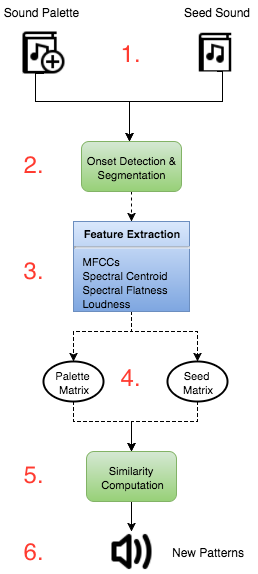 Sound Palette
Seed Sound
1.
2.
Onset Detection &
Segmentation
Feature Extraction
3.
MFCCs
Spectral Centroid
Spectral Flatness
Loudness
Palette
Matrix
4.
Seed
Matrix
5.
Similarity
Computation
6.
New Patterns